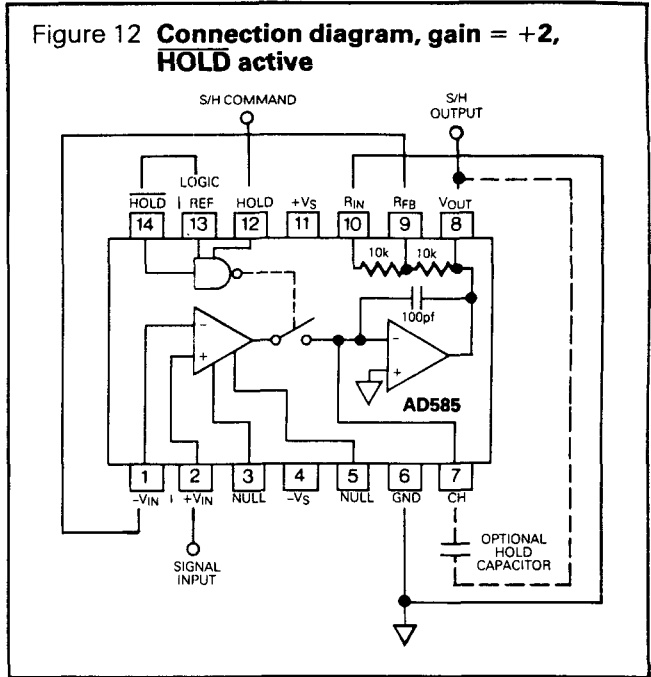 Figure 12 Connection diagram, gain = +2,
HOLD active
S/H COMMAND
S/H
OUTPUT
LOGIC
HOLD REF HOLD +VS RIN RFB VOUT
14 13 12 11 10 9 8
10k 10k
100pf
- +
- +
AD585
1 2 3 4 5 6 7
-VIN +VIN NULL -VS NULL GND CH
SIGNAL
INPUT
OPTIONAL
HOLD
CAPACITOR